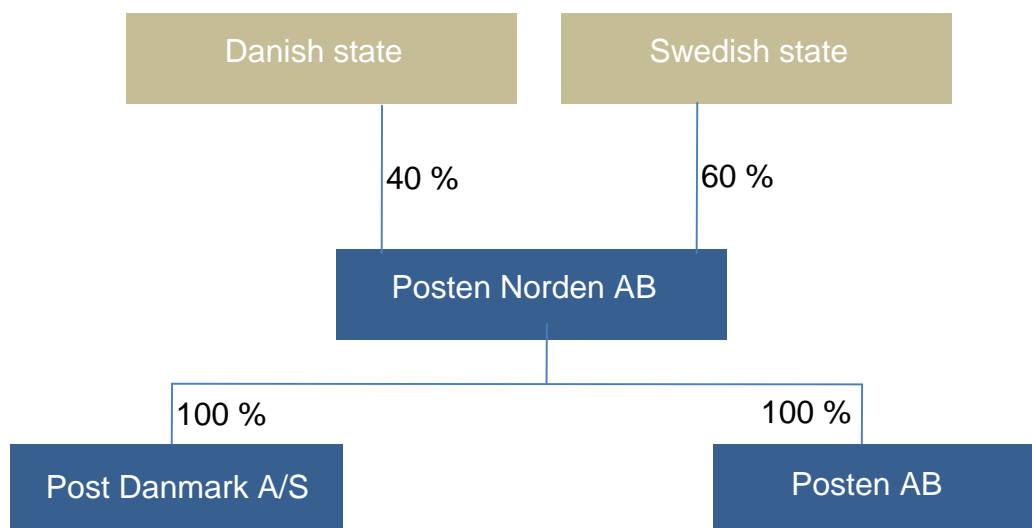 Danish state
Swedish state
40 %
60 %
Posten Norden AB
100 %
100 %
Post Danmark A/S
Posten AB